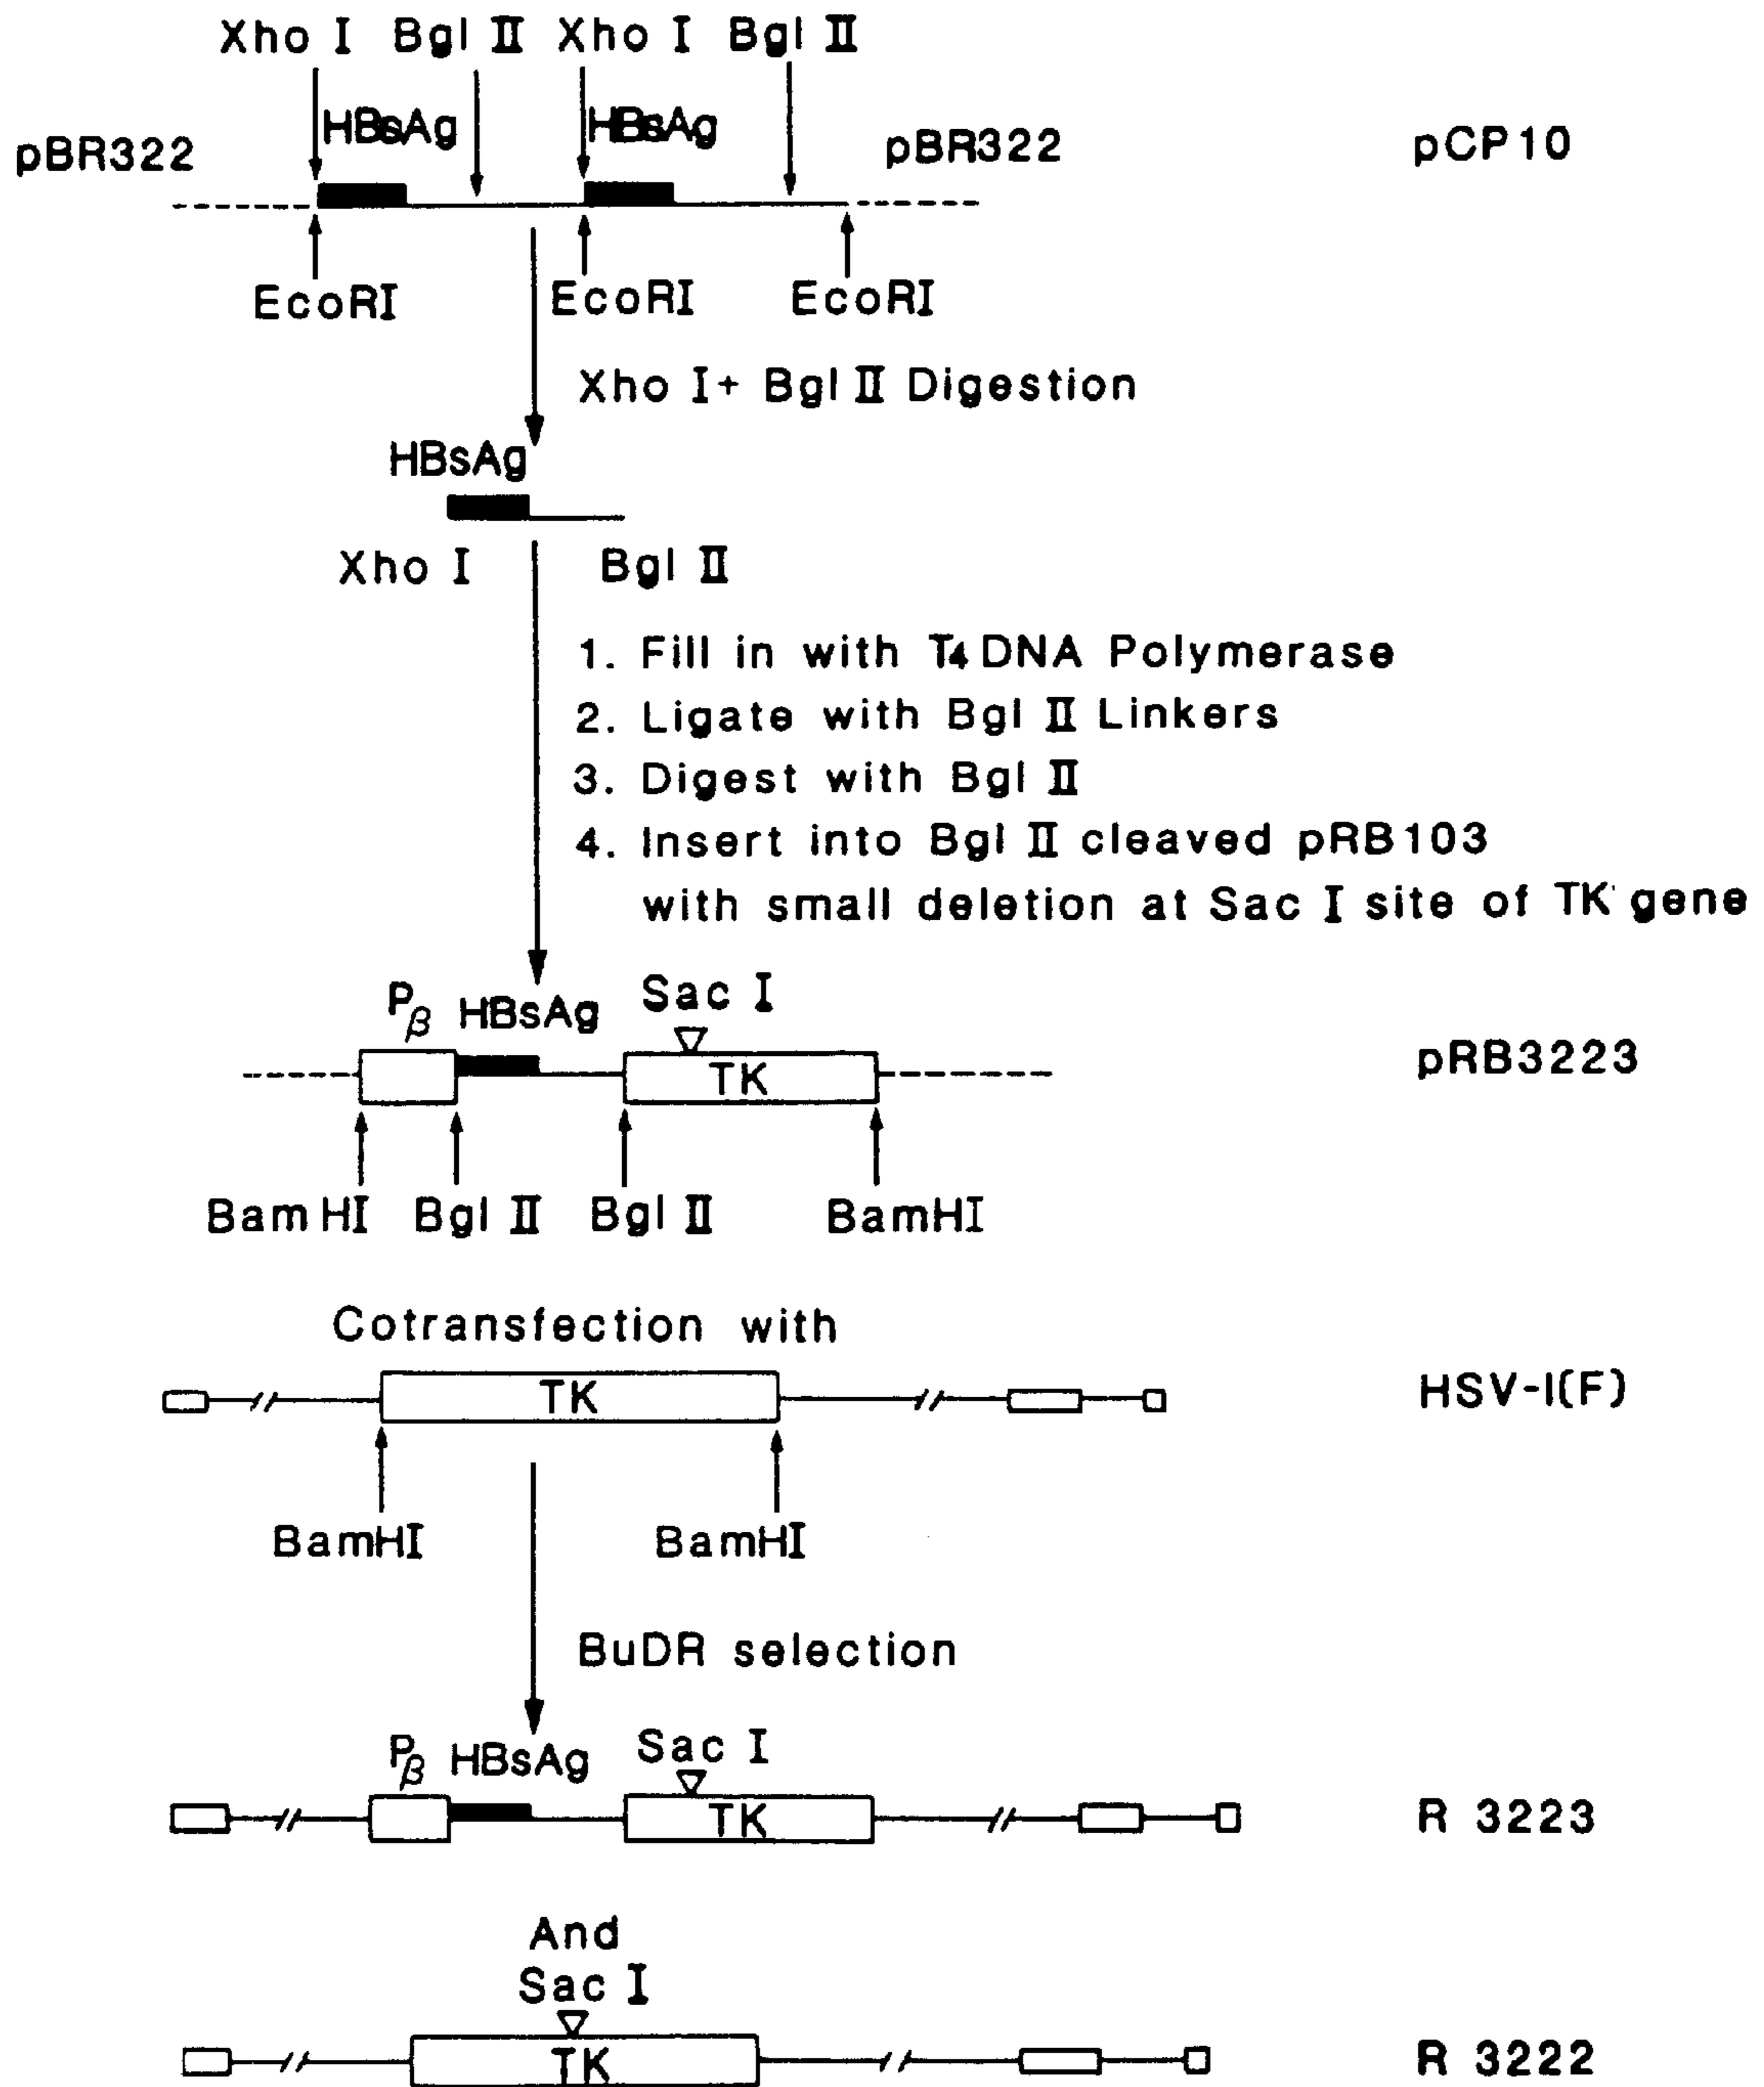 Xho I Bgl II Xho I Bgl II
HBsAg HBsAg
pBR322 pBR322 pCP10
EcoRI EcoRI EcoRI
Xho I+ Bgl II Digestion
HBsAg
Xho I Bgl II
1. Fill in with T4 DNA Polymerase
2. Ligate with Bgl II Linkers
3. Digest with Bgl II
4. Insert into Bgl II cleaved pRB103
with small deletion at Sac I site of TK gene
Pβ HBsAg Sac I
TK pRB3223
BamHI Bgl II Bgl II BamHI
Cotransfection with
TK HSV-I(F)
BamHI BamHI
BuDR selection
Pβ HBsAg Sac I
TK R 3223
And
Sac I
TK R 3222